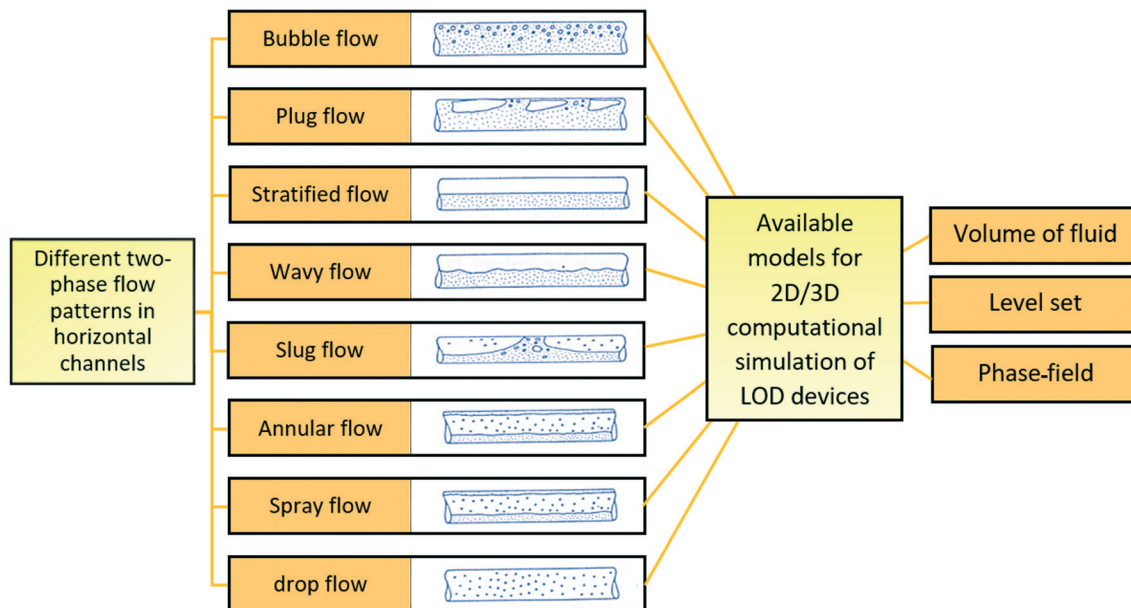 Different two-
phase flow
patterns in
horizontal
channels
Bubble flow
Plug flow
Stratified flow
Wavy flow
Slug flow
Annular flow
Spray flow
drop flow
Available
models for
2D/3D
computational
simulation of
LOD devices
Volume of fluid
Level set
Phase-field